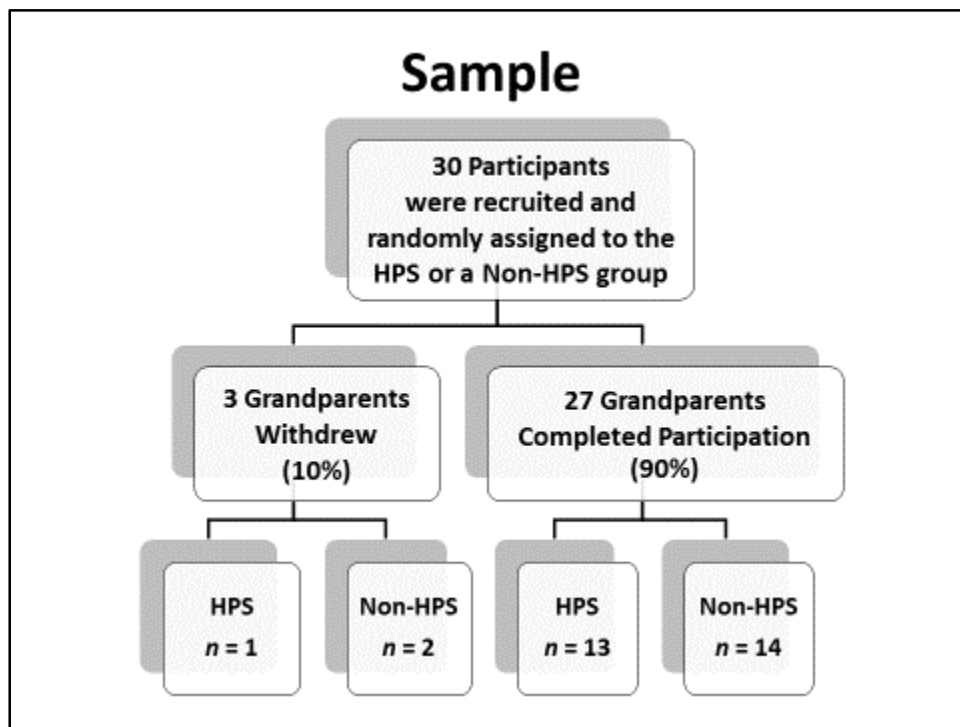 Sample
30 Participants
were recruited and
randomly assigned to the
HPS or a Non-HPS group
3 Grandparents
Withdrew
(10%)
27 Grandparents
Completed Participation
(90%)
HPS
n = 1
Non-HPS
n = 2
HPS
n = 13
Non-HPS
n = 14